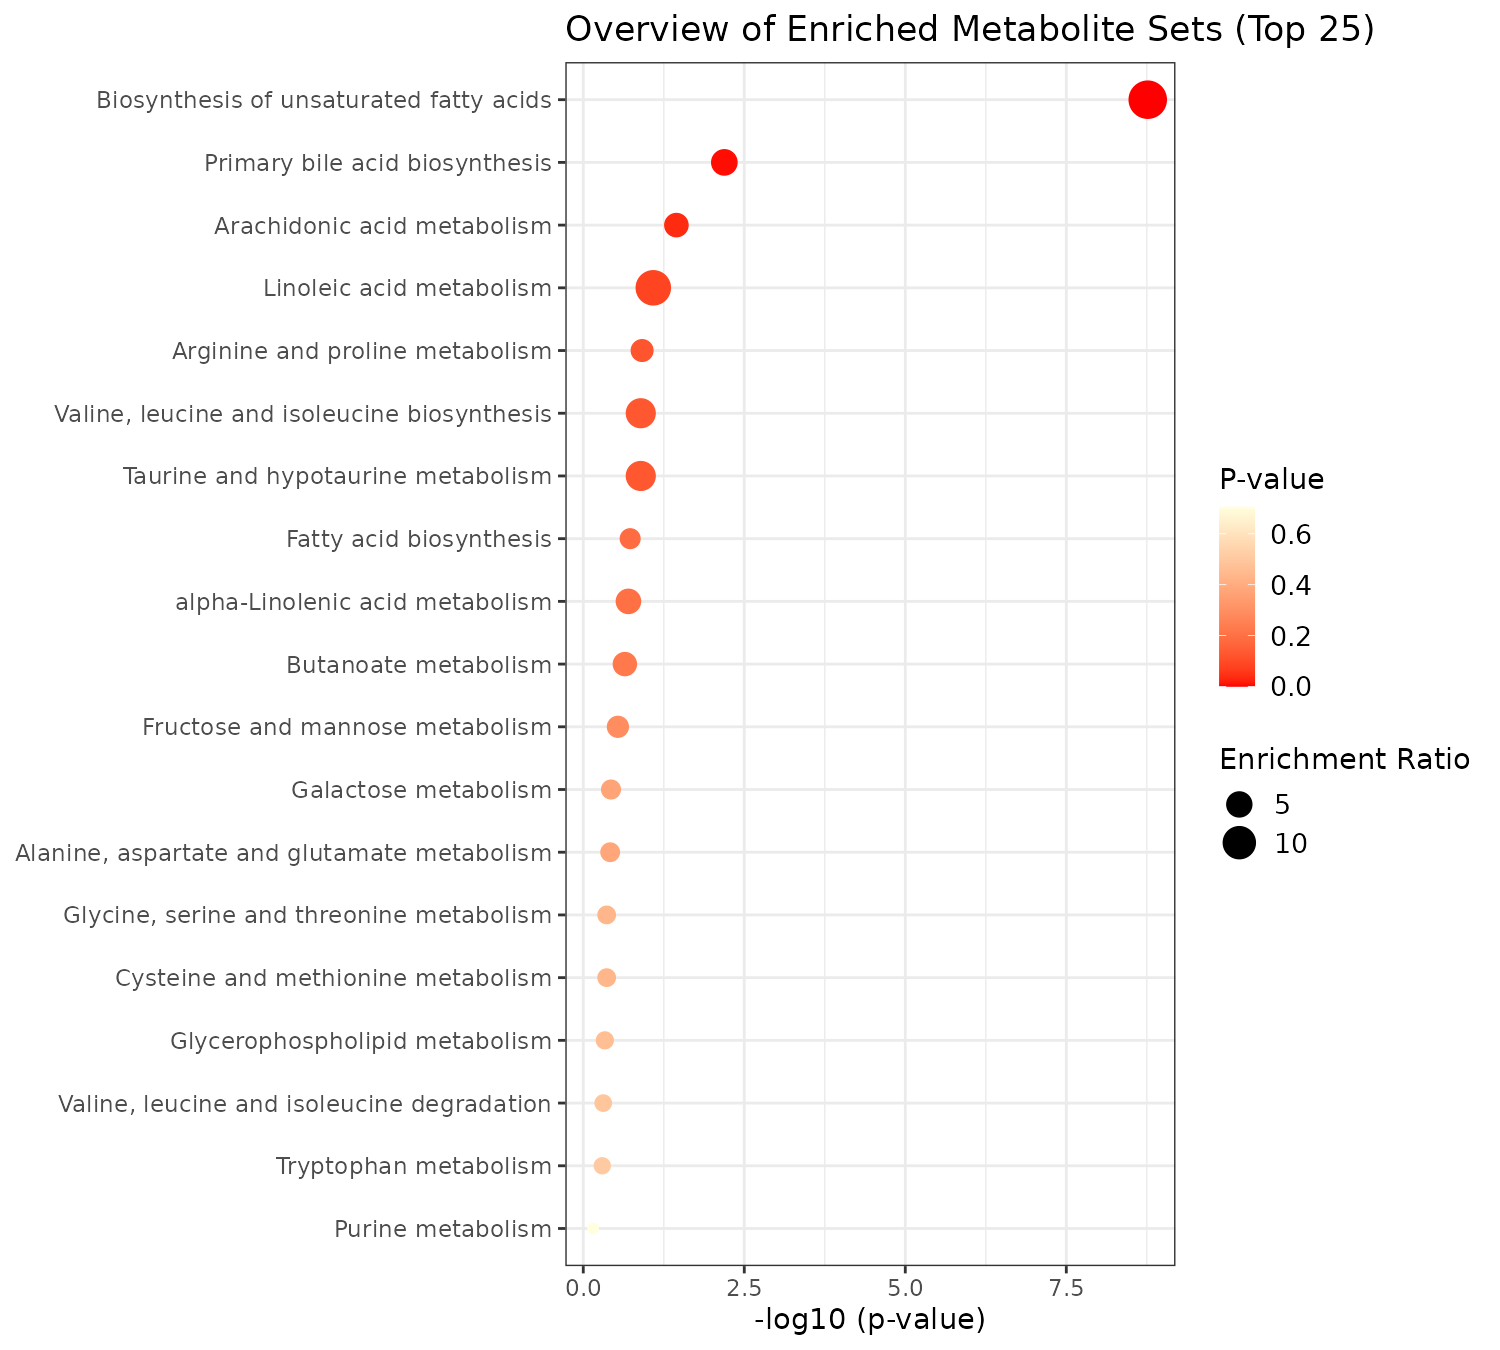 Overview of Enriched Metabolite Sets (Top 25)
Biosynthesis of unsaturated fatty acids
Primary bile acid biosynthesis
Arachidonic acid metabolism
Linoleic acid metabolism
Arginine and proline metabolism
Valine, leucine and isoleucine biosynthesis
Taurine and hypotaurine metabolism
Fatty acid biosynthesis
alpha-Linolenic acid metabolism
Butanoate metabolism
Fructose and mannose metabolism
Galactose metabolism
Alanine, aspartate and glutamate metabolism
Glycine, serine and threonine metabolism
Cysteine and methionine metabolism
Glycerophospholipid metabolism
Valine, leucine and isoleucine degradation
Tryptophan metabolism
Purine metabolism
0.0 2.5 5.0 7.5
-log10 (p-value)
P-value
0.6
0.4
0.2
0.0
Enrichment Ratio
5
10